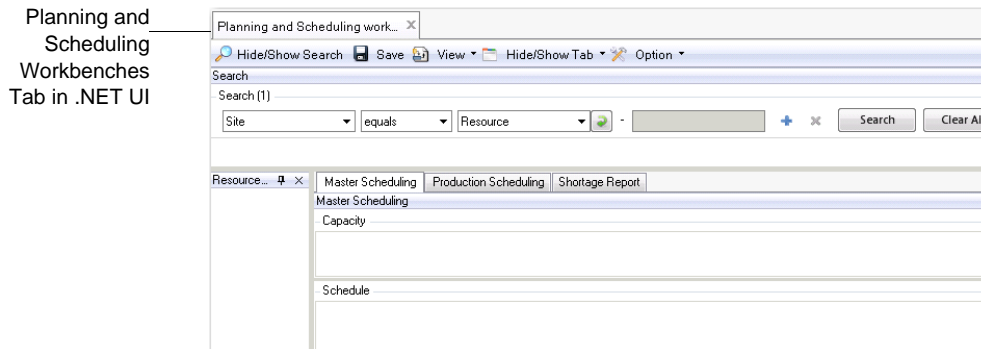 Planning and
Scheduling
Workbenches
Tab in .NET UI
Planning and Scheduling work...
Hide/Show Search Save View Hide/Show Tab Option
Search
Search (1)
Site equals Resource - Search Clear Al
Resource... Master Scheduling Production Scheduling Shortage Report
Master Scheduling
Capacity
Schedule